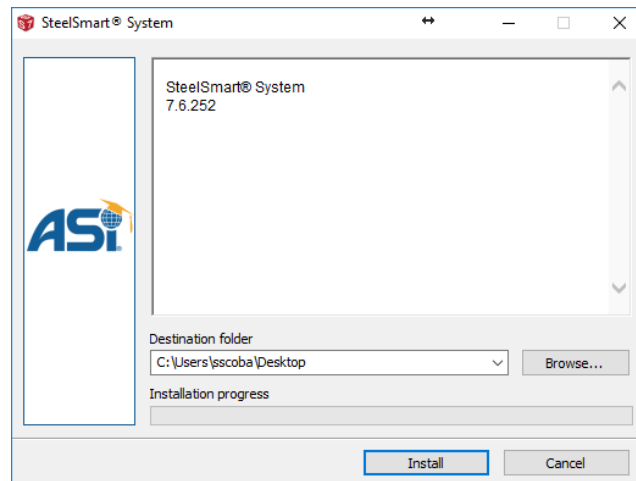 SteelSmart® System
SteelSmart® System
7.6.252
ASi
Destination folder
C:\Users\sscoba\Desktop
Browse...
Installation progress
Install
Cancel